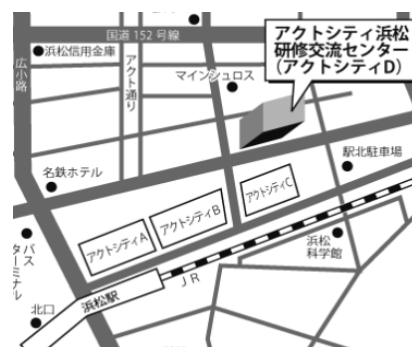 国道152号線
アクトシティ浜松
研修交流センター
(アクトシティD)
浜松信用金庫
広小路
アクト通り
マインシュロス
名鉄ホテル
駅北駐車場
アクトシティA
アクトシティB
アクトシティC
バス
ターミナル
浜松
科学館
JR
浜松駅
北口